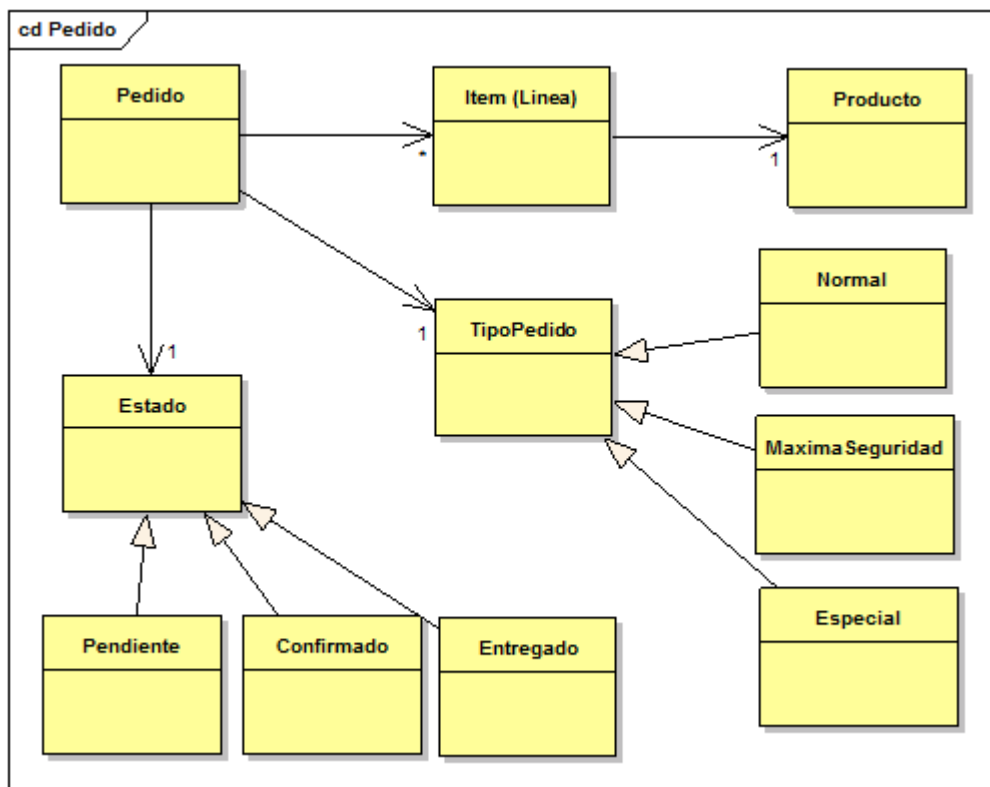 cd Pedido
Pedido
Item (Linea)
Producto
*
1
Normal
TipoPedido
1
1
Estado
MaximaSeguridad
Especial
Pendiente
Confirmado
Entregado